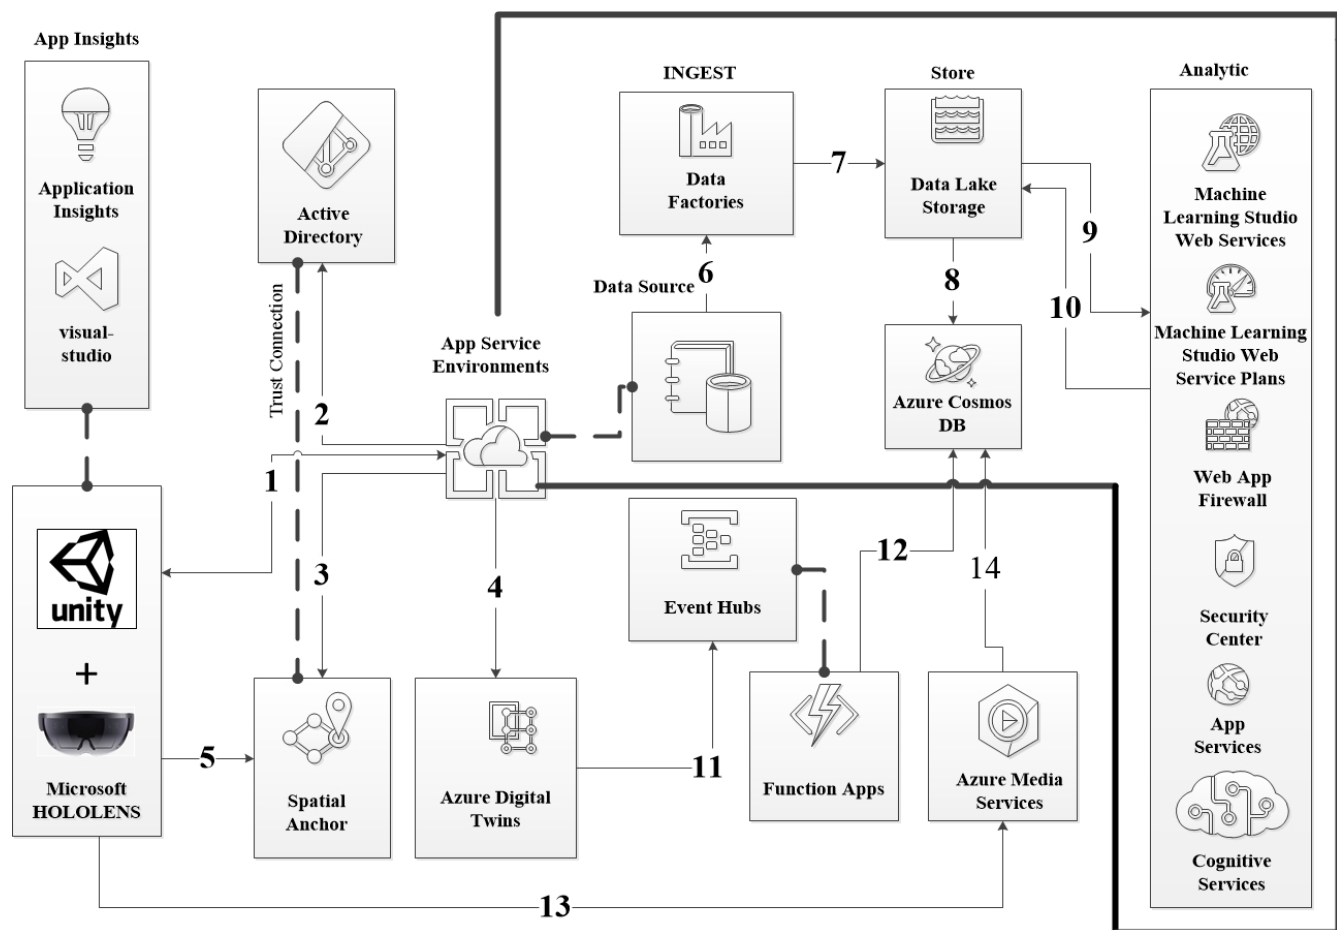 App Insights
Application
Insights
visual-
studio
unity
+
Microsoft
HOLOLENS
Active
Directory
Trust Connection
1
2
3
4
5
Spatial
Anchor
App Service
Environments
Azure Digital
Twins
INGEST
Data
Factories
6
Data Source
7
Store
Data Lake
Storage
8
Azure Cosmos
DB
9
10
Event Hubs
11
Function Apps
12
14
Azure Media
Services
13
Analytic
Machine
Learning Studio
Web Services
Machine Learning
Studio Web
Service Plans
Web App
Firewall
Security
Center
App
Services
Cognitive
Services